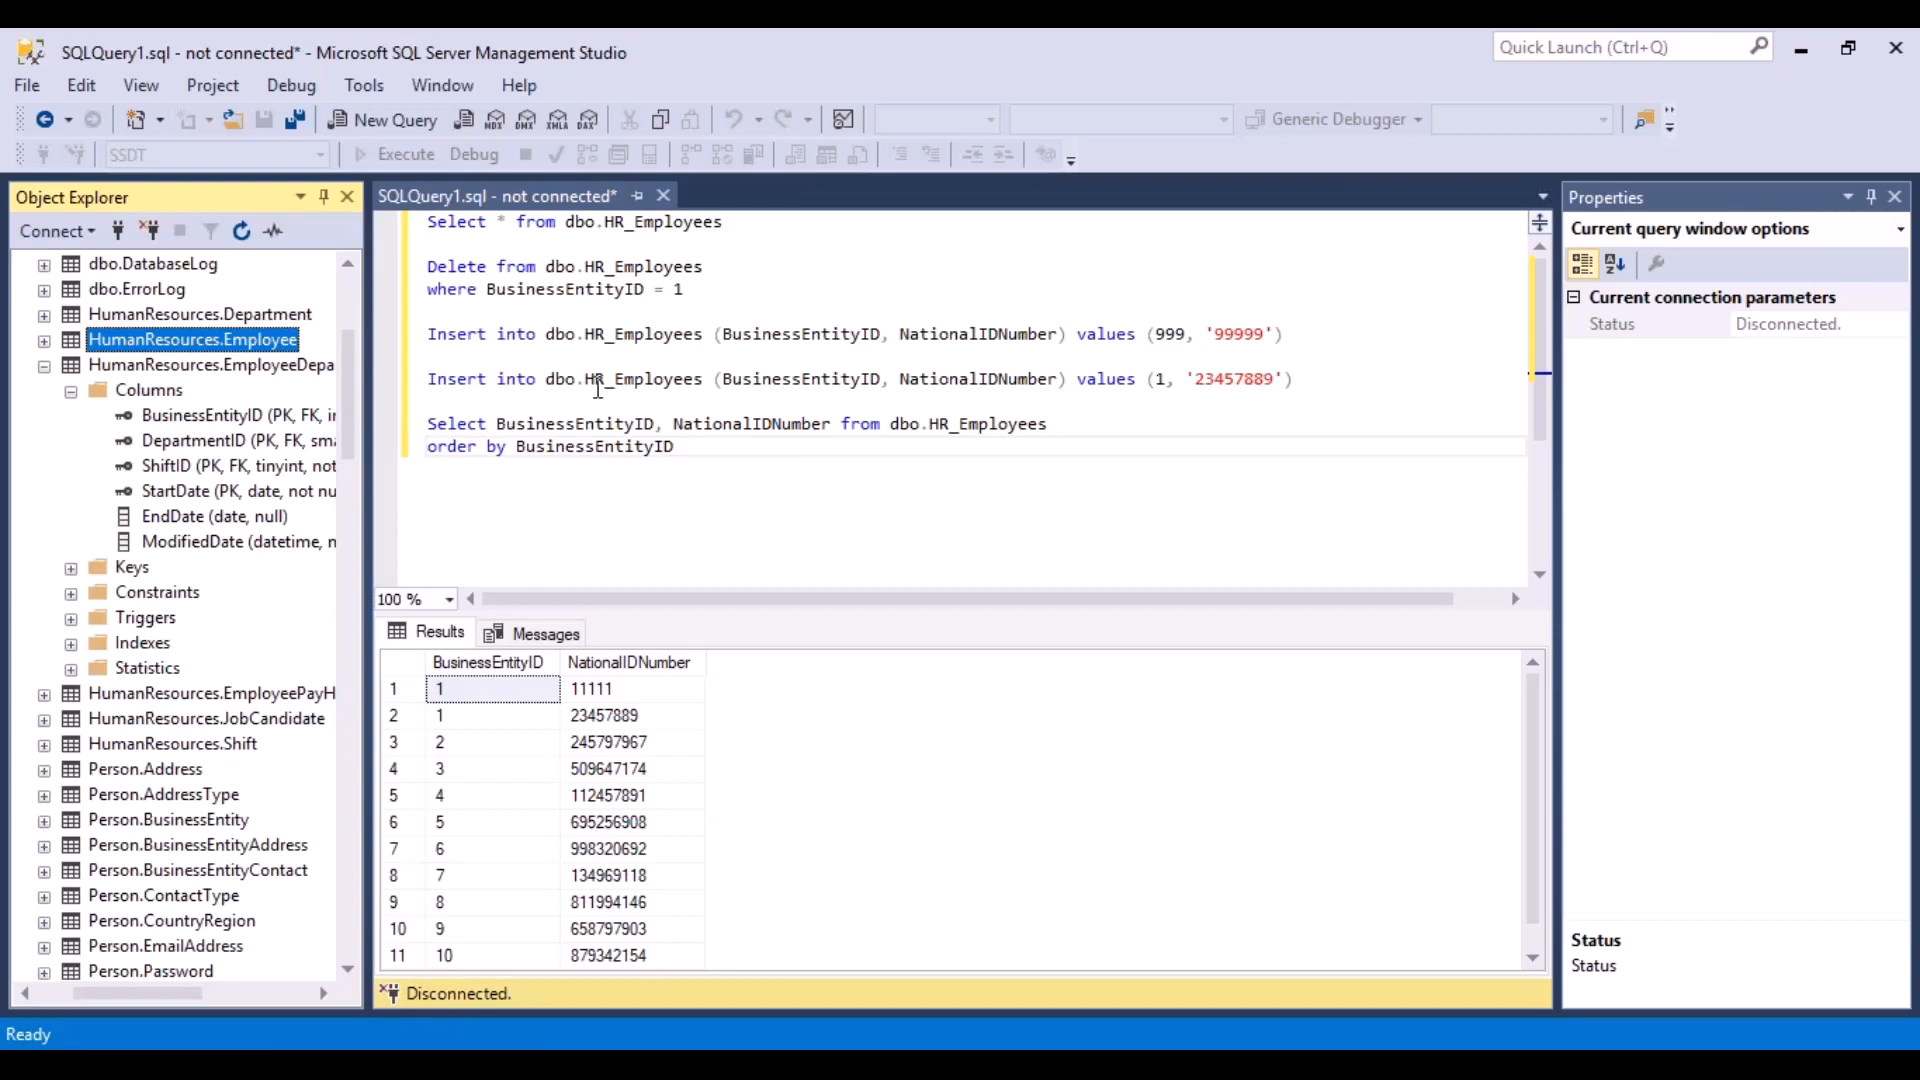 SQLQuery1.sql - not connected* - Microsoft SQL Server Management Studio
Quick Launch (Ctrl+Q)
File Edit View Project Debug Tools Window Help
New Query
MDX DMX XMLA DAX
Generic Debugger
SSDT
Execute Debug
Object Explorer
Connect
dbo.DatabaseLog
dbo.ErrorLog
HumanResources.Department
HumanResources.Employee
HumanResources.EmployeeDepa
Columns
BusinessEntityID (PK, FK, in
DepartmentID (PK, FK, sma
ShiftID (PK, FK, tinyint, not
StartDate (PK, date, not nu
EndDate (date, null)
ModifiedDate (datetime, n
Keys
Constraints
Triggers
Indexes
Statistics
HumanResources.EmployeePayH
HumanResources.JobCandidate
HumanResources.Shift
Person.Address
Person.AddressType
Person.BusinessEntity
Person.BusinessEntityAddress
Person.BusinessEntityContact
Person.ContactType
Person.CountryRegion
Person.EmailAddress
Person.Password
SQLQuery1.sql - not connected*
Select * from dbo.HR_Employees
Delete from dbo.HR_Employees
where BusinessEntityID = 1
Insert into dbo.HR_Employees (BusinessEntityID, NationalIDNumber) values (999, '99999')
Insert into dbo.HR_Employees (BusinessEntityID, NationalIDNumber) values (1, '23457889')
Select BusinessEntityID, NationalIDNumber from dbo.HR_Employees
order by BusinessEntityID
100 %
Results Messages
BusinessEntityID NationalIDNumber
1 1 11111
2 1 23457889
3 2 245797967
4 3 509647174
5 4 112457891
6 5 695256908
7 6 998320692
8 7 134969118
9 8 811994146
10 9 658797903
11 10 879342154
Disconnected.
Properties
Current query window options
Current connection parameters
Status Disconnected.
Status
Status
Ready